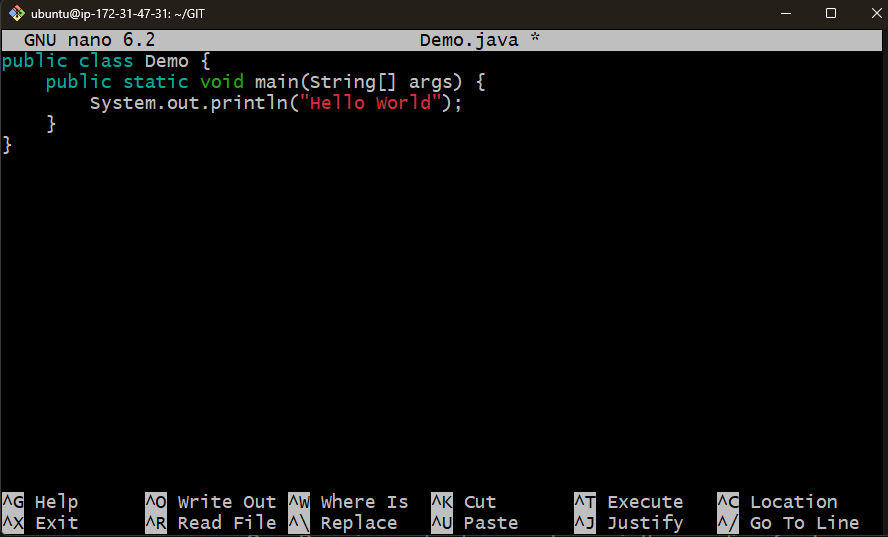 ubuntu@ip-172-31-47-31: ~/GIT
GNU nano 6.2 Demo.java *
public class Demo {
    public static void main(String[] args) {
        System.out.println("Hello World");
    }
}
^G Help ^O Write Out ^W Where Is ^K Cut ^T Execute ^C Location
^X Exit ^R Read File ^\ Replace ^U Paste ^J Justify ^/ Go To Line